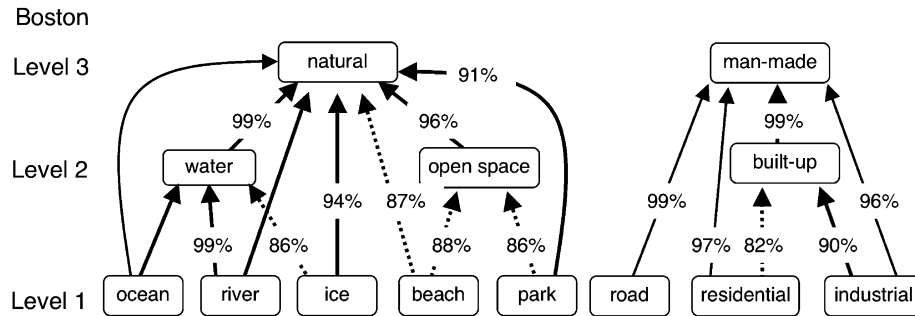 Boston
Level 3
natural
man-made
91%
99%
96%
99%
Level 2
water
open space
built-up
99%
94%
87%
99%
96%
99%
86%
88%
86%
97%
82%
90%
Level 1
ocean
river
ice
beach
park
road
residential
industrial